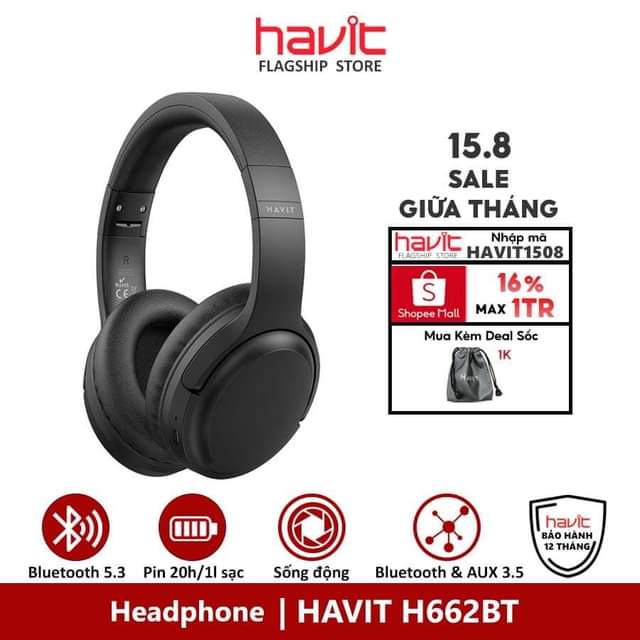 havit
FLAGSHIP STORE
HAVIT
R
CE
15.8
SALE
GIỮA THÁNG
havit
FLAGSHIP STORE
Nhập mã
HAVIT1508
S
Shopee Mall
16%
MAX 1TR
Mua Kèm Deal Sốc
1K
HAVIT
Bluetooth 5.3
Pin 20h/1l sạc
Sống động
Bluetooth & AUX 3.5
havit
BẢO HÀNH
12 THÁNG
Headphone | HAVIT H662BT